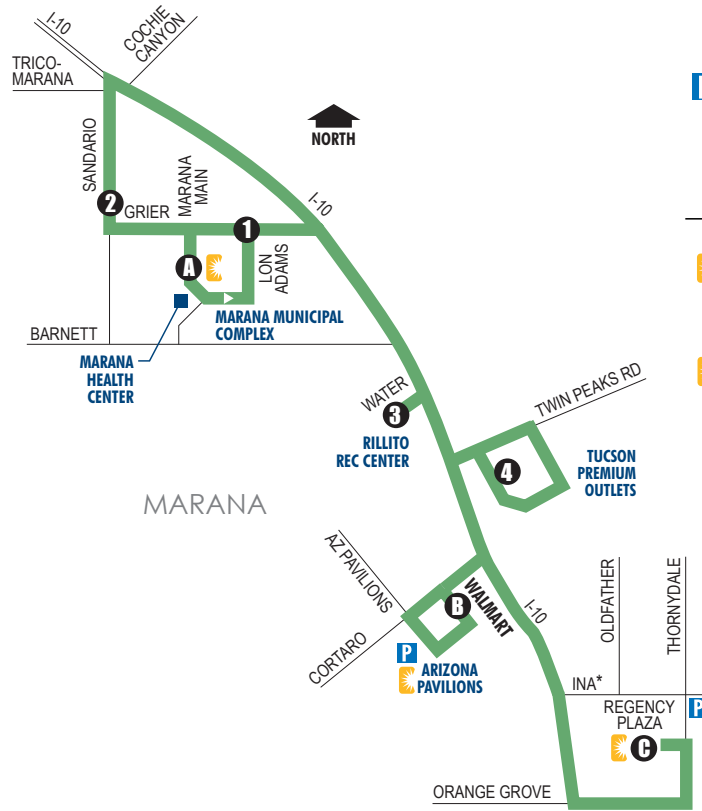 I-10
COCHIE
CANYON
TRICO-
MARANA
P
NORTH
SANDARIO
MARANA
MAIN
2
GRIER
1
I-10
A
LON
ADAMS
MARANA MUNICIPAL
COMPLEX
BARNETT
MARANA
HEALTH
CENTER
WATER
3
RILLITO
REC CENTER
TWIN PEAKS RD
4
TUCSON
PREMIUM
OUTLETS
MARANA
AZ PAVILIONS
B
WALMART
I-10
CORTARO
P
ARIZONA
PAVILIONS
OLDFATHER
THORNYDALE
INA*
REGENCY
PLAZA
P
C
ORANGE GROVE